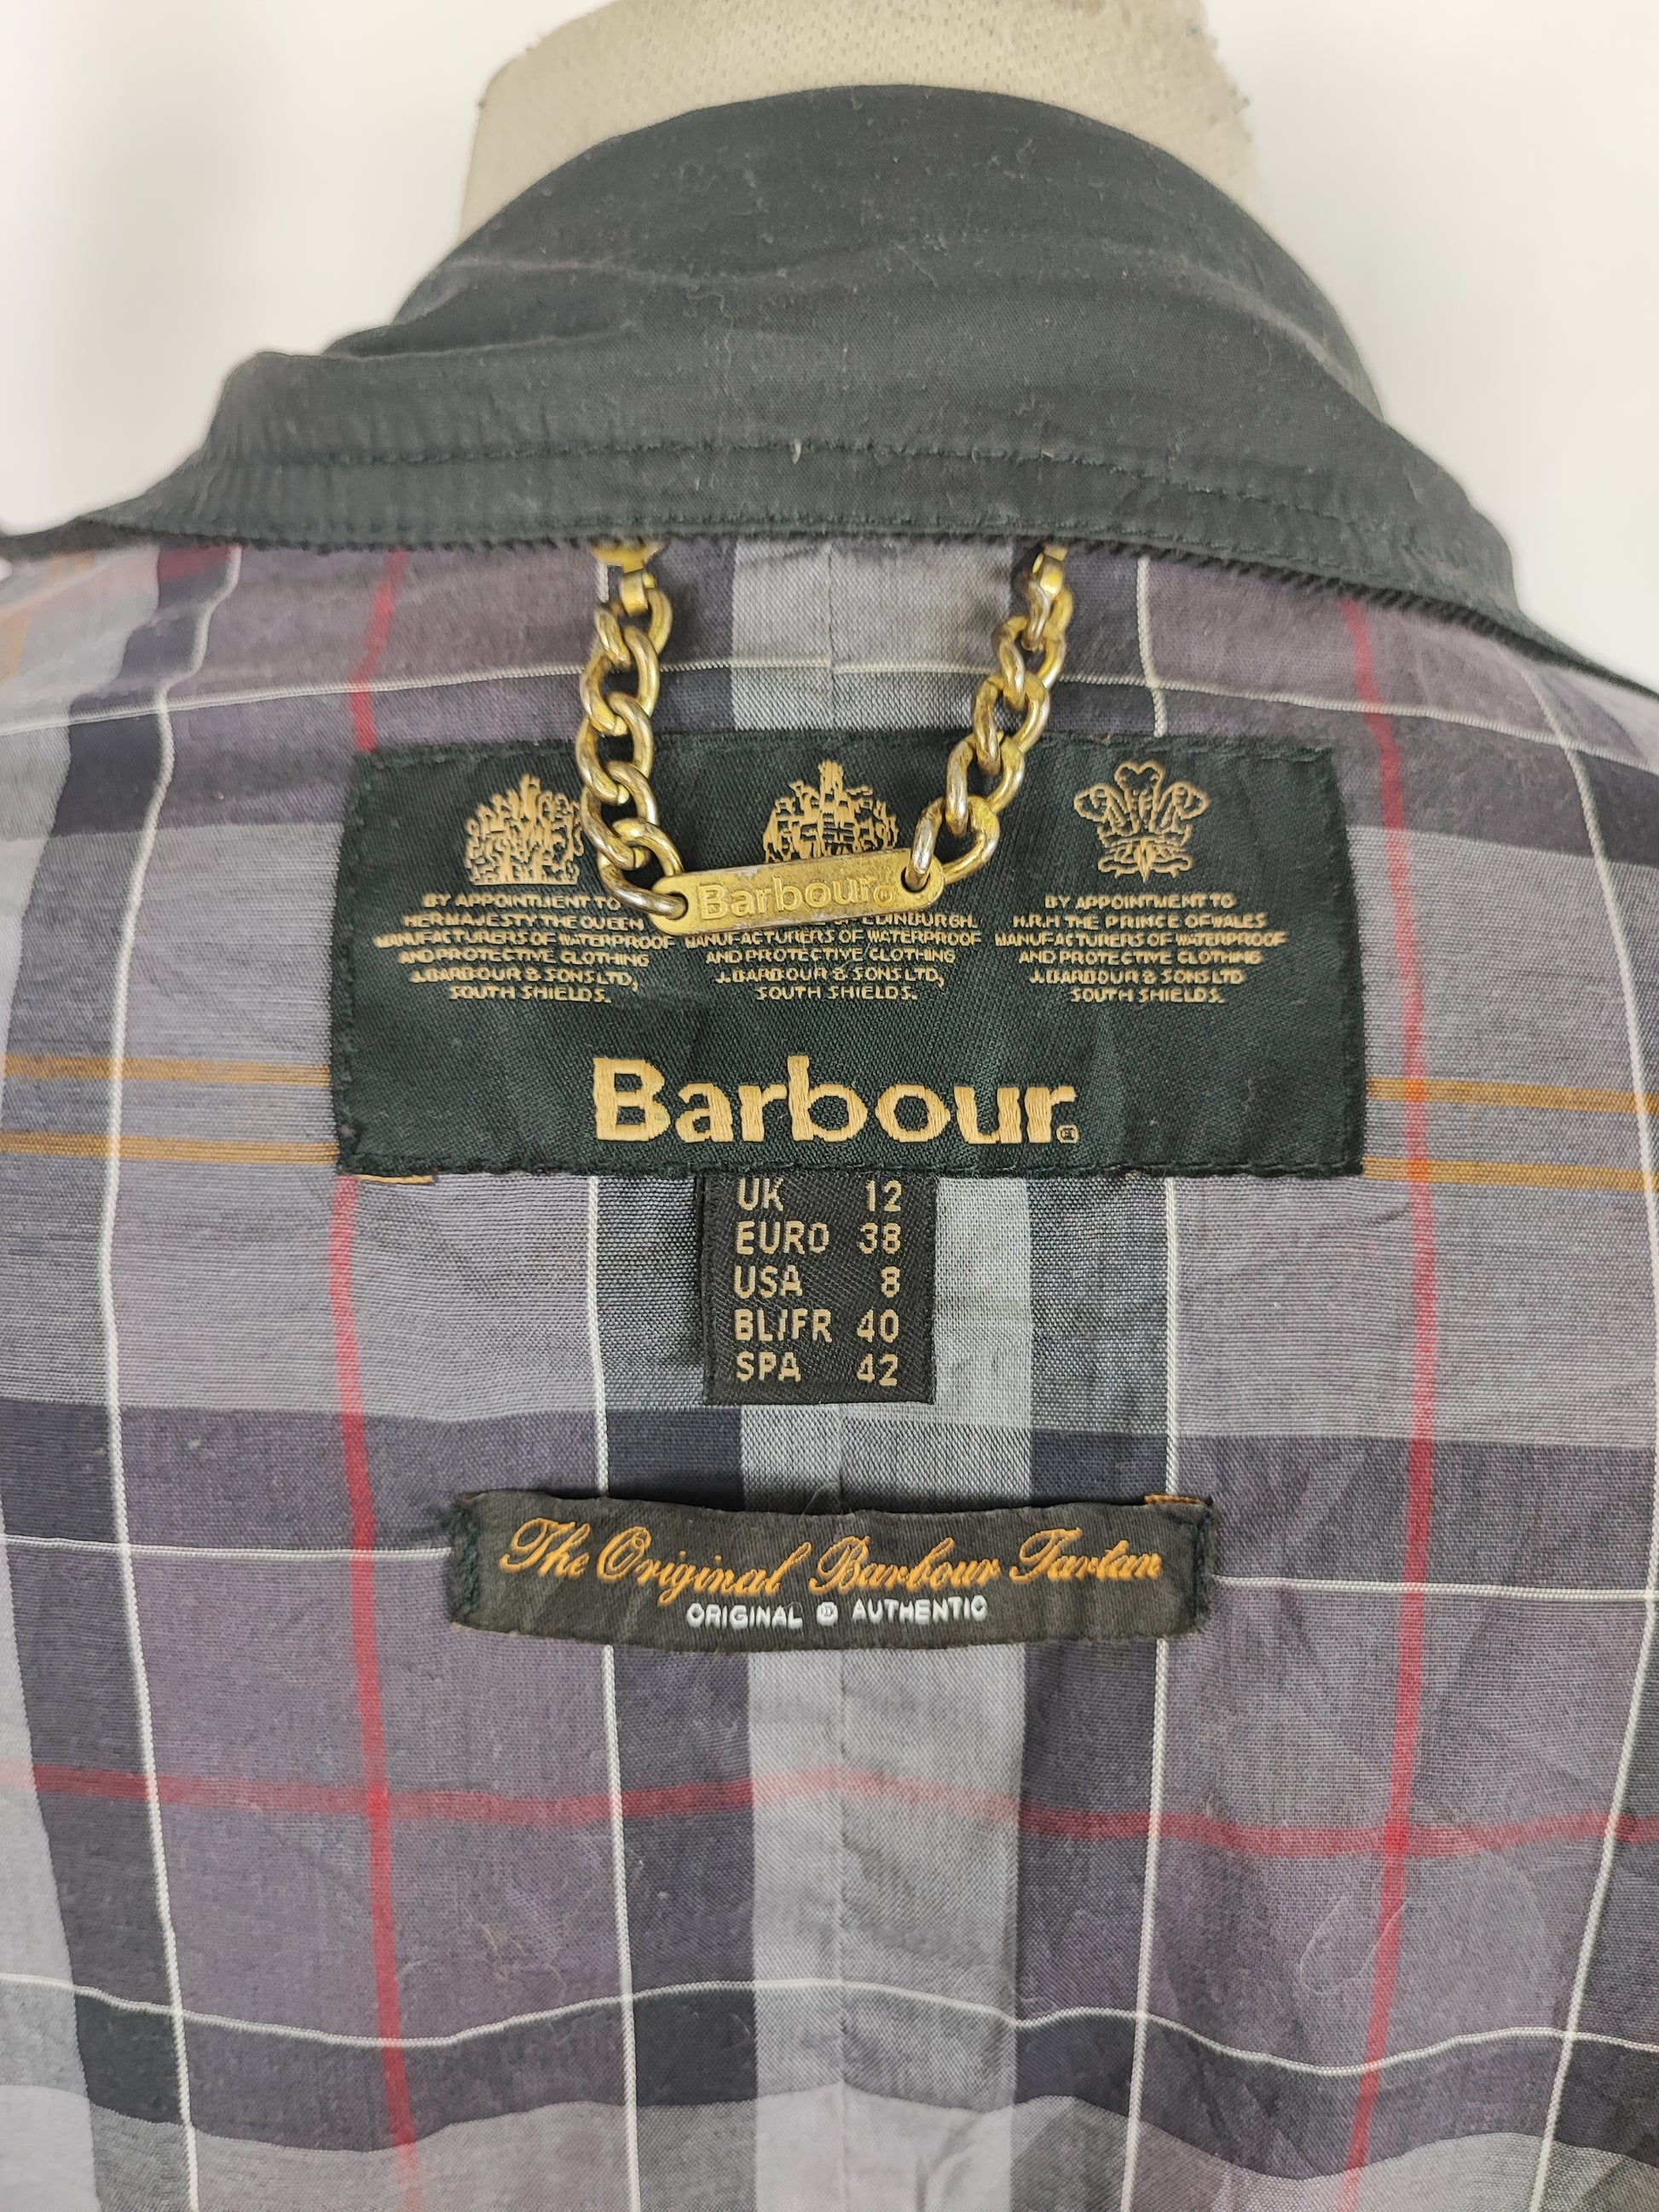 Barbour®
BY APPOINTMENT TO
HER MAJESTY THE QUEEN
MANUFACTURERS OF WATERPROOF
AND PROTECTIVE CLOTHING
J.BARBOUR & SONS LTD,
SOUTH SHIELDS.
EDINBURGH.
MANUFACTURERS OF WATERPROOF
AND PROTECTIVE CLOTHING
J.BARBOUR & SONS LTD,
SOUTH SHIELDS.
BY APPOINTMENT TO
H.R.H THE PRINCE OF WALES
MANUFACTURERS OF WATERPROOF
AND PROTECTIVE CLOTHING
J.BARBOUR & SONS LTD
SOUTH SHIELDS.
Barbour®
UK 12
EURO 38
USA 8
BL/FR 40
SPA 42
The Original Barbour Tartan
ORIGINAL & AUTHENTIC